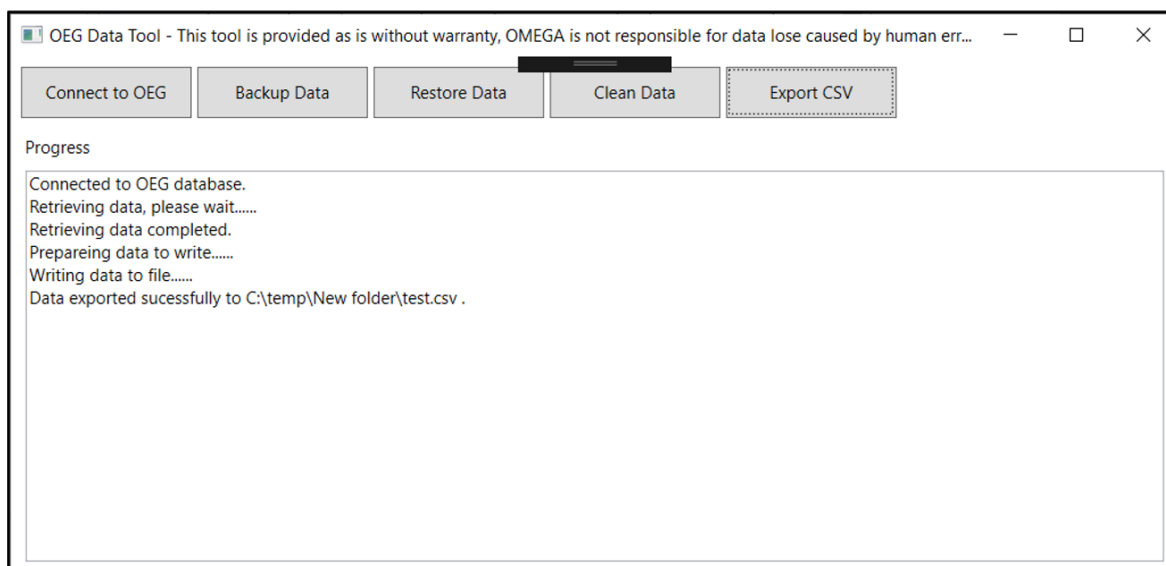 OEG Data Tool - This tool is provided as is without warranty, OMEGA is not responsible for data lose caused by human err...
Connect to OEG Backup Data Restore Data Clean Data Export CSV
Progress
Connected to OEG database.
Retrieving data, please wait......
Retrieving data completed.
Prepareing data to write......
Writing data to file......
Data exported sucessfully to C:\temp\New folder\test.csv .